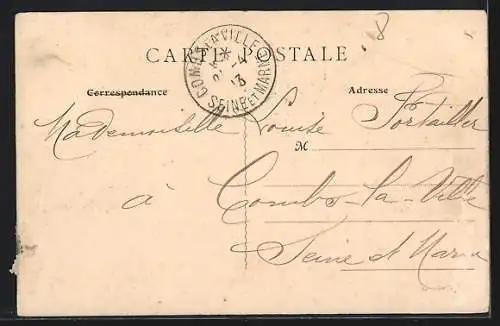 8
CARTE POSTALE
COMBS-LA-VILLE
SEINE ET MARNE
Correspondance
Adresse
Mademoiselle Louise Portailler
M
à Combs-la-Ville
Seine et Marne